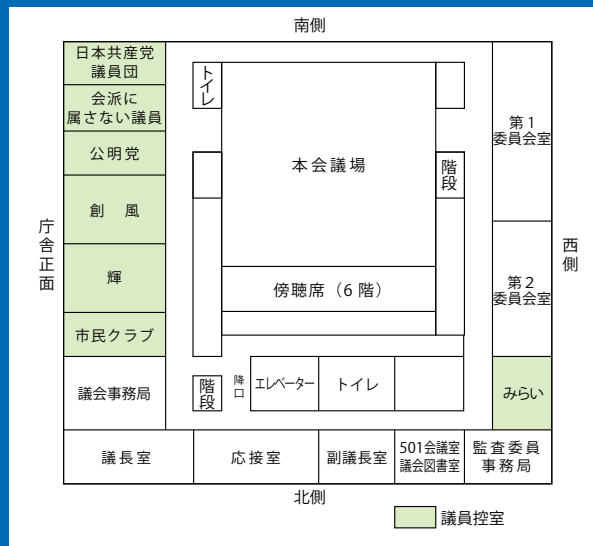 南側
日本共産党
議員団
会派に
属さない議員
公明党
創 風
輝
市民クラブ
議会事務局
庁舎正面
トイレ
本会議場
階段
傍聴席（6 階）
第１
委員会室
第２
委員会室
西側
みらい
階段
降口
エレベーター
トイレ
議長室
応接室
副議長室
501会議室
議会図書室
監査委員
事務局
北側
議員控室